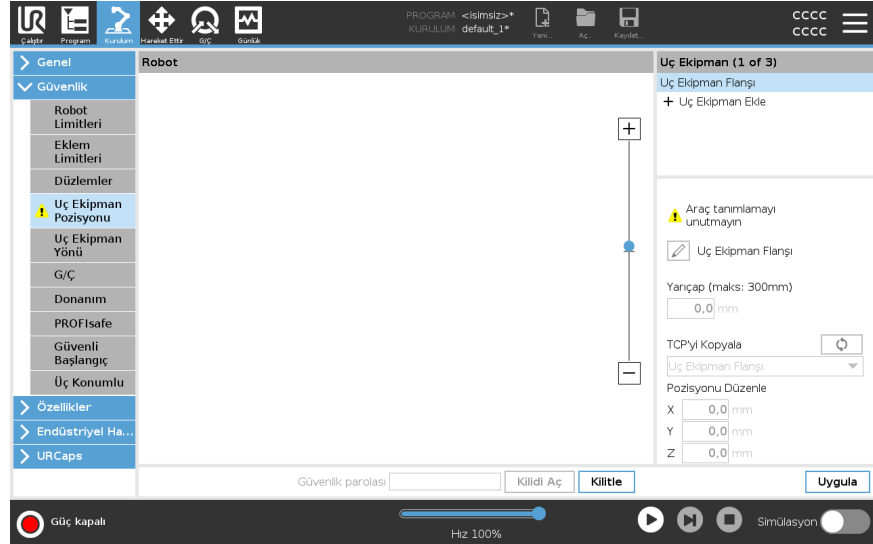 PROGRAM <isimsiz>*
KURULUM default_1*
Çalıştır Program Kurulum Hareket Ettir G/Ç Günlük
Yeni... Aç... Kaydet...
cccc
cccc
Genel
Güvenlik
Robot
Limitleri
Eklem
Limitleri
Düzlemler
Uç Ekipman
Pozisyonu
Uç Ekipman
Yönü
G/Ç
Donanım
PROFIsafe
Güvenli
Başlangıç
Üç Konumlu
Özellikler
Endüstriyel Ha...
URCaps
Robot
Uç Ekipman (1 of 3)
Uç Ekipman Flanşı
+ Uç Ekipman Ekle
Araç tanımlamayı
unutmayın
Uç Ekipman Flanşı
Yarıçap (maks: 300mm)
0,0 mm
TCP'yi Kopyala
Uç Ekipman Flanşı
Pozisyonu Düzenle
X 0,0 mm
Y 0,0 mm
Z 0,0 mm
Güvenlik parolası Kilidi Aç Kilitle Uygula
Güç kapalı
Hız 100%
Simülasyon